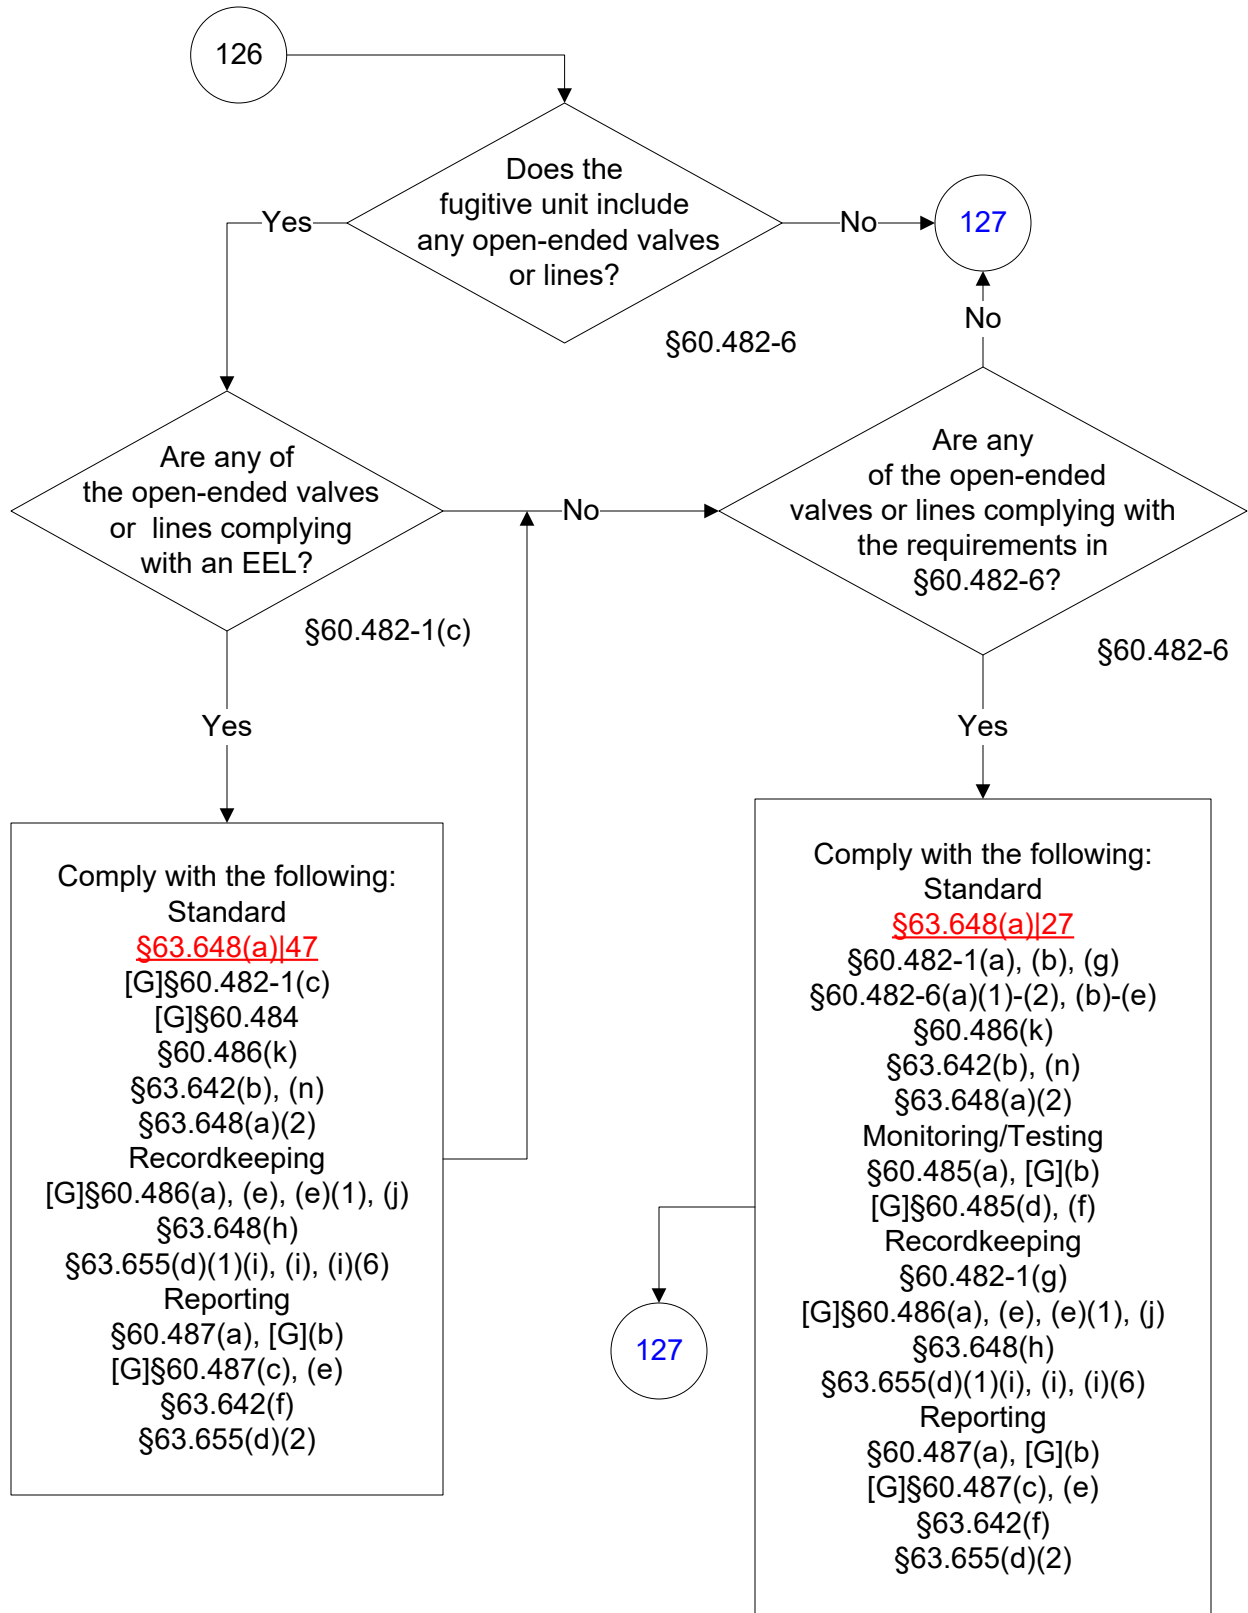 126
Does the
fugitive unit include
any open-ended valves
or lines?
Yes
No
127
§60.482-6
No
Are any of
the open-ended valves
or lines complying
with an EEL?
§60.482-1(c)
No
Are any
of the open-ended
valves or lines complying with
the requirements in
§60.482-6?
§60.482-6
Yes
Yes
Comply with the following:
Standard
§63.648(a)|47
[G]§60.482-1(c)
[G]§60.484
§60.486(k)
§63.642(b), (n)
§63.648(a)(2)
Recordkeeping
[G]§60.486(a), (e), (e)(1), (j)
§63.648(h)
§63.655(d)(1)(i), (i), (i)(6)
Reporting
§60.487(a), [G](b)
[G]§60.487(c), (e)
§63.642(f)
§63.655(d)(2)
Comply with the following:
Standard
§63.648(a)|27
§60.482-1(a), (b), (g)
§60.482-6(a)(1)-(2), (b)-(e)
§60.486(k)
§63.642(b), (n)
§63.648(a)(2)
Monitoring/Testing
§60.485(a), [G](b)
[G]§60.485(d), (f)
Recordkeeping
§60.482-1(g)
[G]§60.486(a), (e), (e)(1), (j)
§63.648(h)
§63.655(d)(1)(i), (i), (i)(6)
Reporting
§60.487(a), [G](b)
[G]§60.487(c), (e)
§63.642(f)
§63.655(d)(2)
127